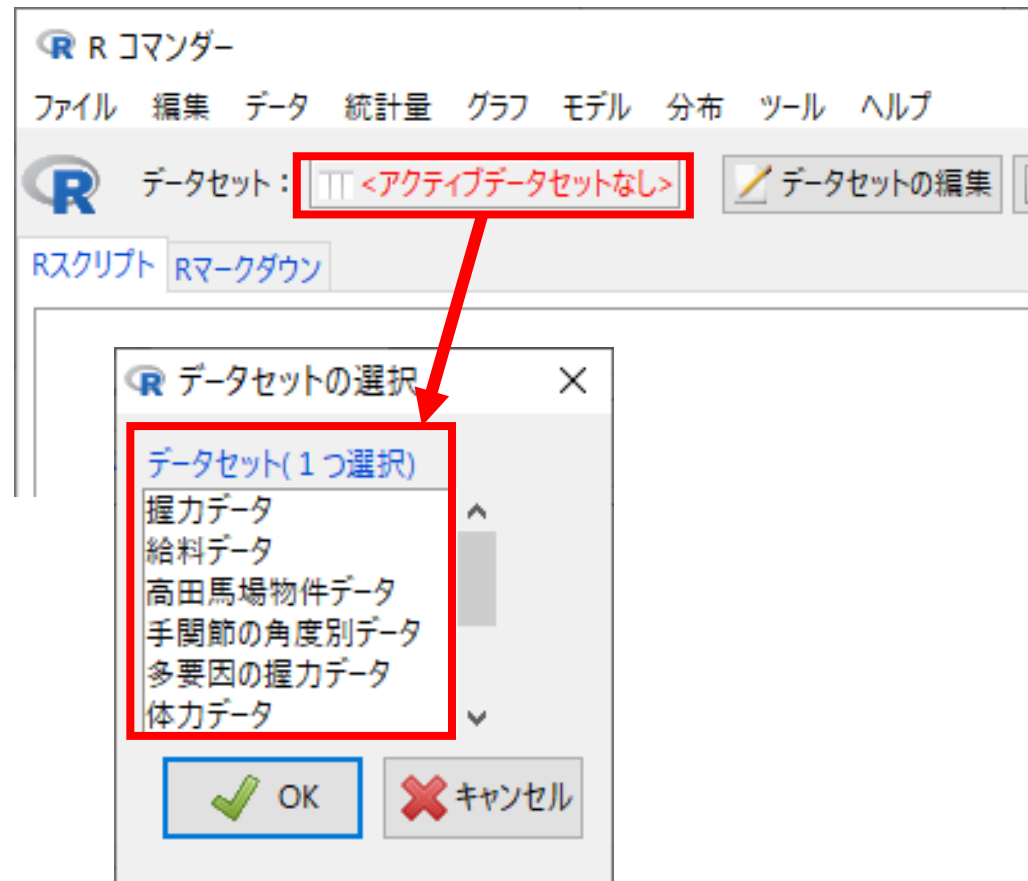 R コマンダー
ファイル 編集 データ 統計量 グラフ モデル 分布 ツール ヘルプ
R データセット： <アクティブデータセットなし> データセットの編集
Rスクリプト Rマークダウン
データセットの選択
データセット(１つ選択)
握力データ
給料データ
高田馬場物件データ
手関節の角度別データ
多要因の握力データ
体力データ
OK キャンセル